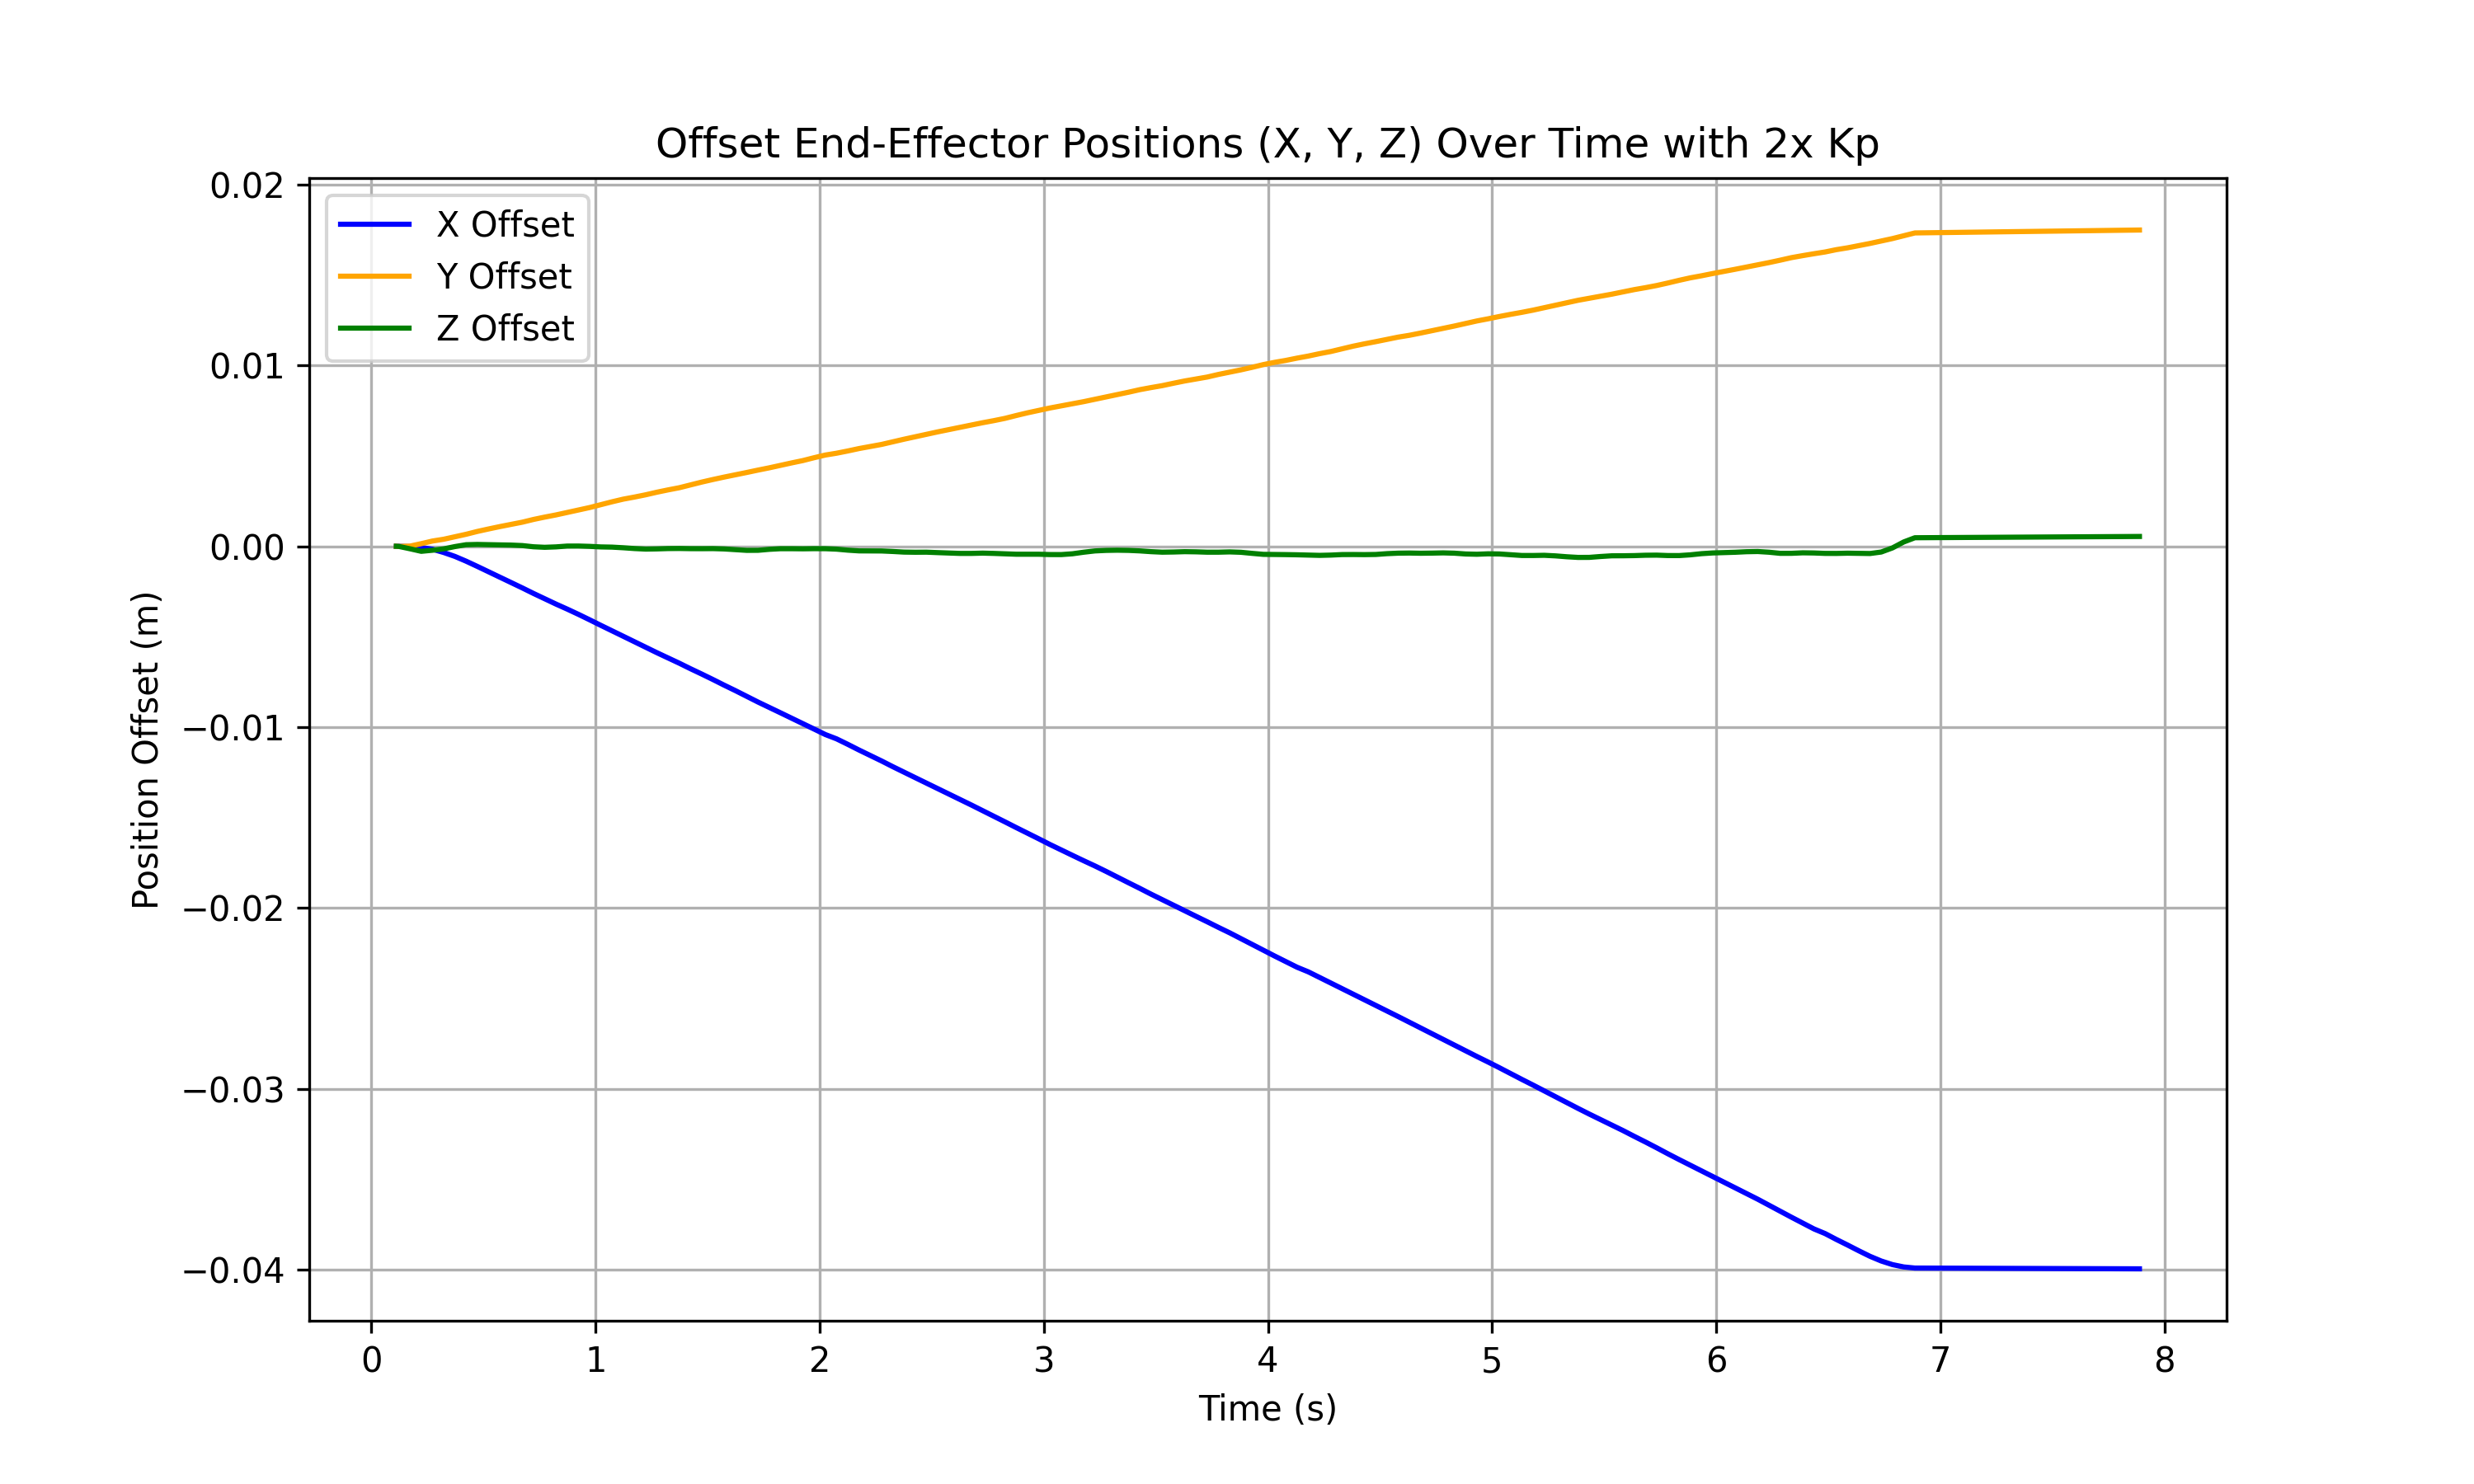 Offset End-Effector Positions (X, Y, Z) Over Time with 2x Kp
X Offset
Y Offset
Z Offset
0.02
0.01
0.00
−0.01
−0.02
−0.03
−0.04
Position Offset (m)
0 1 2 3 4 5 6 7 8
Time (s)